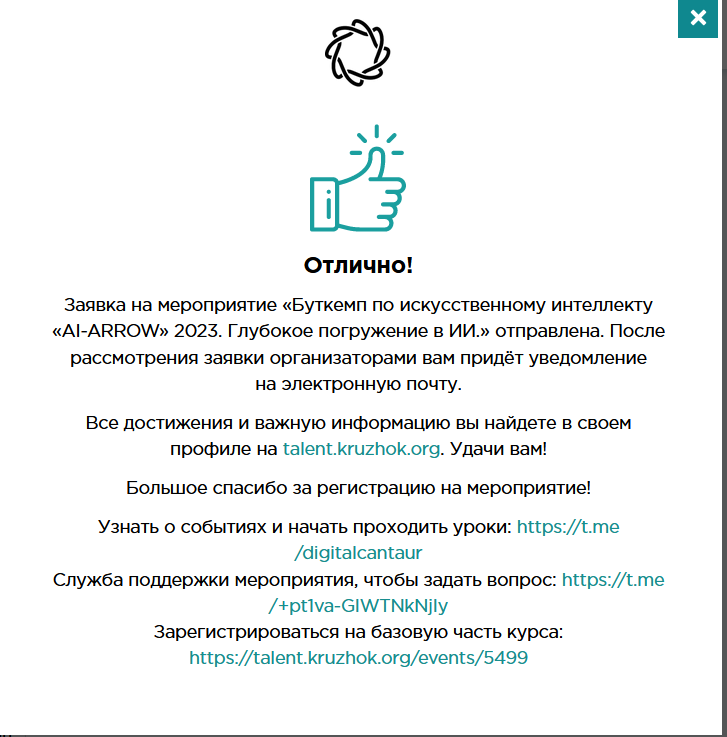 Отлично!
Заявка на мероприятие «Буткемп по искусственному интеллекту
«AI-ARROW» 2023. Глубокое погружение в ИИ.» отправлена. После
рассмотрения заявки организаторами вам придёт уведомление
на электронную почту.
Все достижения и важную информацию вы найдете в своем
профиле на talent.kruzhok.org. Удачи вам!
Большое спасибо за регистрацию на мероприятие!
Узнать о событиях и начать проходить уроки: https://t.me
/digitalcantaur
Служба поддержки мероприятия, чтобы задать вопрос: https://t.me
/+pt1va-GIWTNkNjIy
Зарегистрироваться на базовую часть курса:
https://talent.kruzhok.org/events/5499